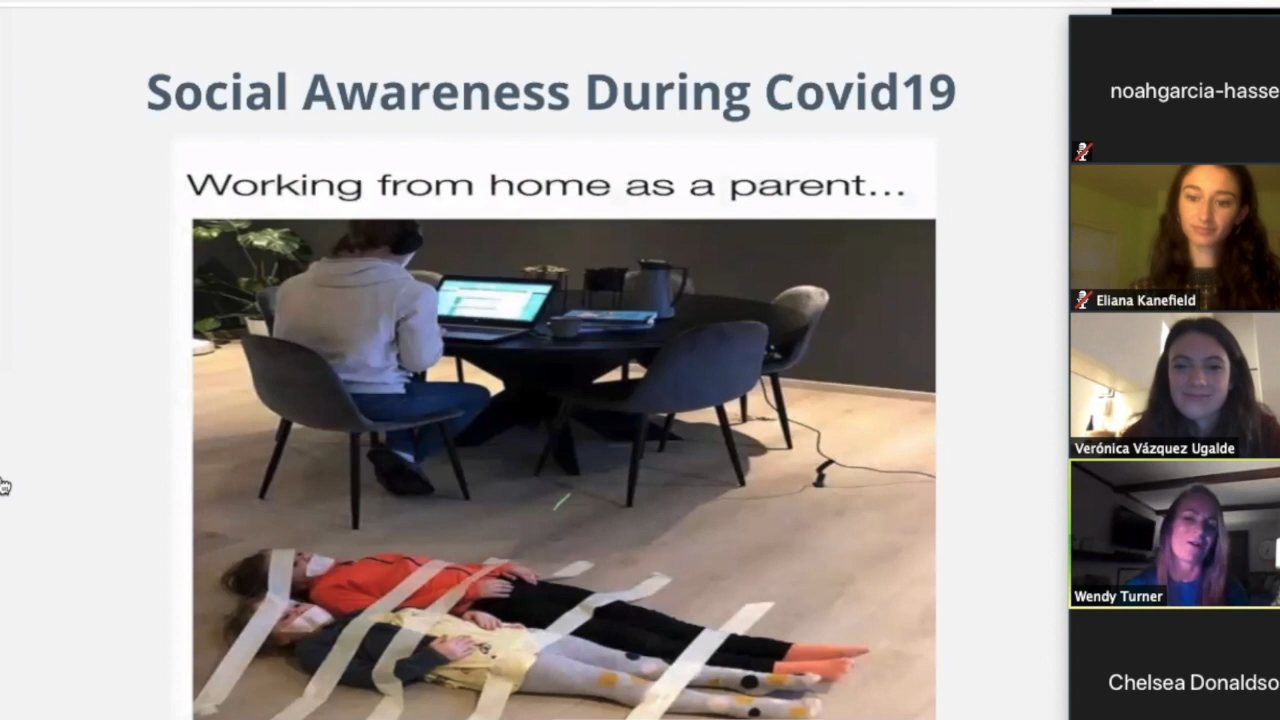 Social Awareness During Covid19
Working from home as a parent...
noahgarcia-hasse
Eliana Kanefield
Verónica Vázquez Ugalde
Wendy Turner
Chelsea Donaldso